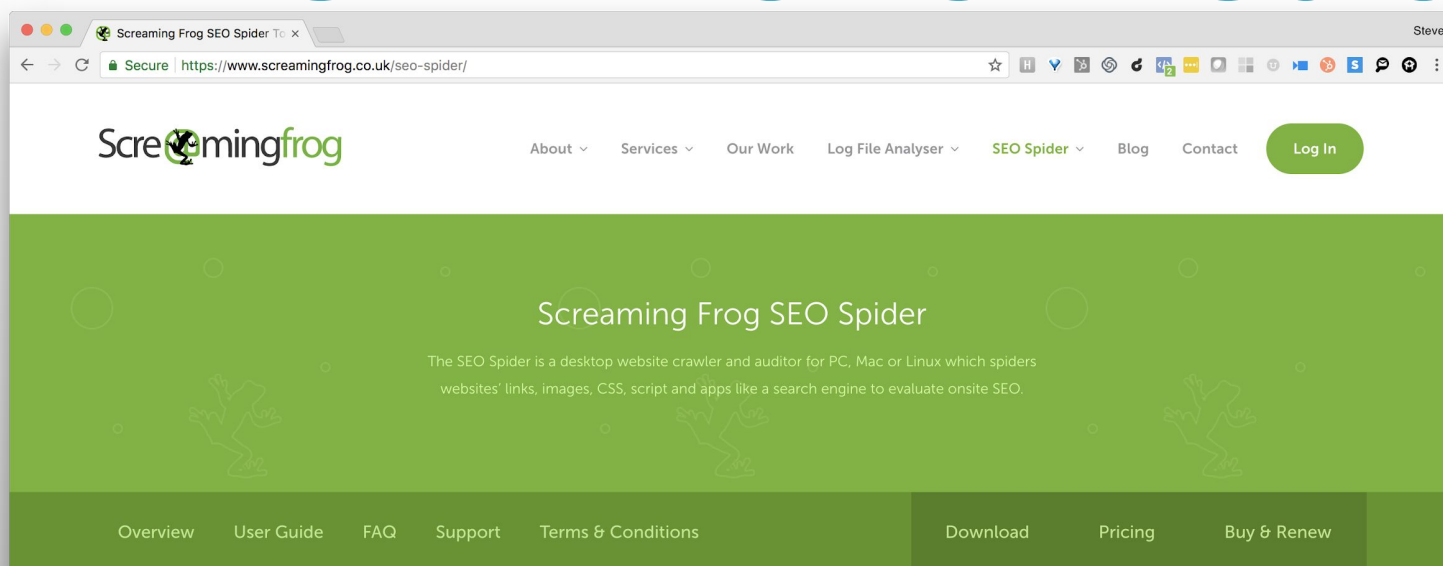 Screaming Frog SEO Spider To
Steve
Secure https://www.screamingfrog.co.uk/seo-spider/
Screamingfrog
About Services Our Work Log File Analyser SEO Spider Blog Contact Log In
Screaming Frog SEO Spider
The SEO Spider is a desktop website crawler and auditor for PC, Mac or Linux which spiders
websites' links, images, CSS, script and apps like a search engine to evaluate onsite SEO.
Overview User Guide FAQ Support Terms & Conditions Download Pricing Buy & Renew